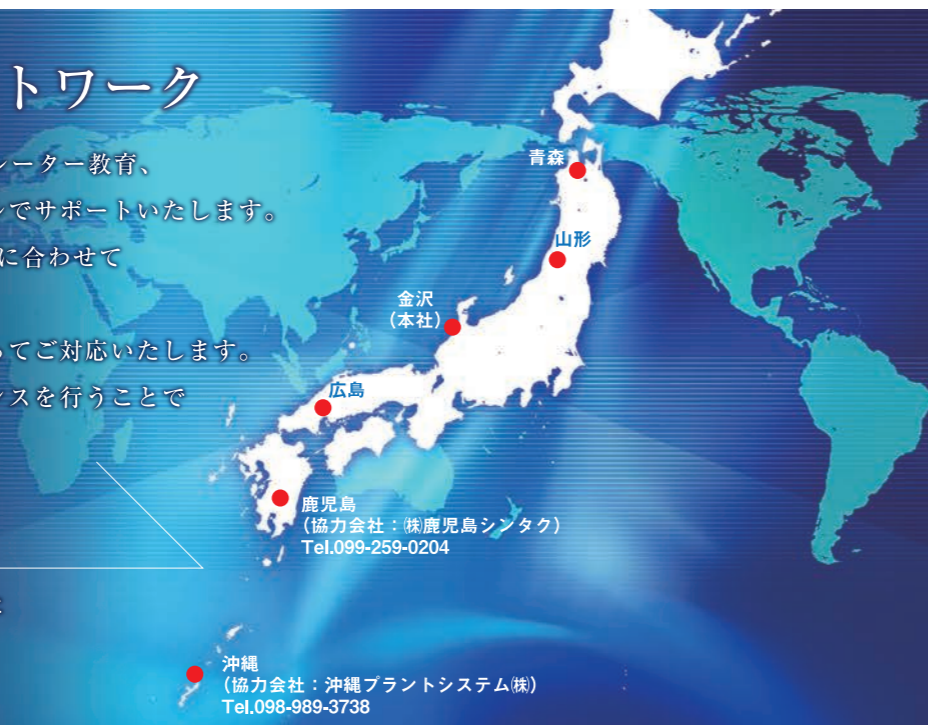 トワーク
レーター教育、
ルでサポートいたします。
に合わせて
ってご対応いたします。
ンスを行うことで
青森
山形
金沢
(本社)
広島
鹿児島
(協力会社:㈱鹿児島シンタク)
Tel.099-259-0204
沖縄
(協力会社:沖縄プラントシステム㈱)
Tel.098-989-3738